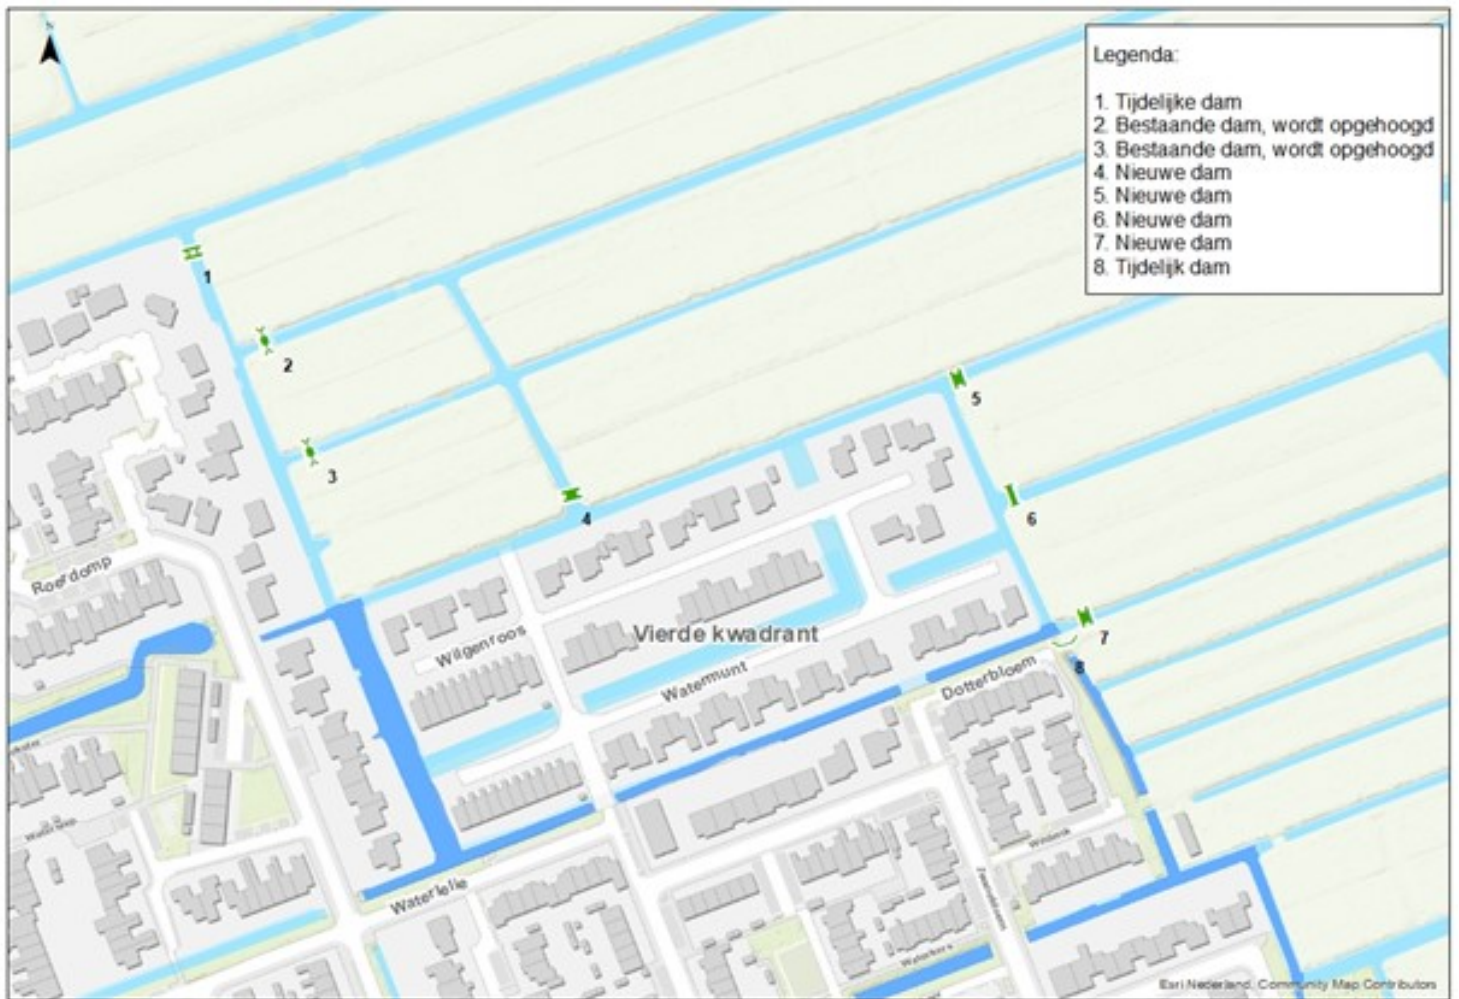 N
Legenda:
1. Tijdelijke dam
2. Bestaande dam, wordt opgehoogd
3. Bestaande dam, wordt opgehoogd
4. Nieuwe dam
5. Nieuwe dam
6. Nieuwe dam
7. Nieuwe dam
8. Tijdelijk dam
1
2
3
4
5
6
7
8
Roerdomp
Wilgenroos
Vierde kwadrant
Watermunt
Dotterbloem
Waterlelie
Waterkers
Esri Nederland, Community Map Contributors